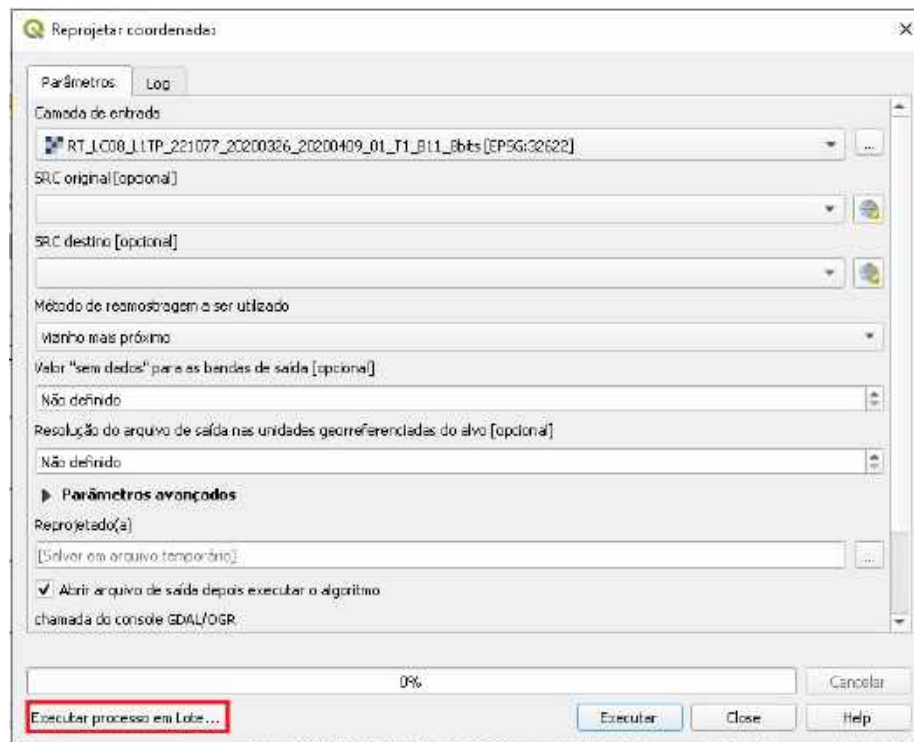 Reprojetar coordenadas
Parâmetros
Log
Camada de entrada
RT_LC08_L1TP_221077_20200326_20200409_01_T1_B11_8bits [EPSG:32622]
...
SRC original [opcional]
SRC destino [opcional]
Método de reamostragem a ser utilizado
Vizinho mais próximo
Valor "sem dados" para as bandas de saída [opcional]
Não definido
Resolução do arquivo de saída nas unidades georreferenciadas do alvo [opcional]
Não definido
Parâmetros avançados
Reprojetado(a)
[Salvar em arquivo temporário]
...
Abrir arquivo de saída depois executar o algoritmo
chamada do console GDAL/OGR
0%
Cancelar
Executar processo em Lote...
Executar
Close
Help